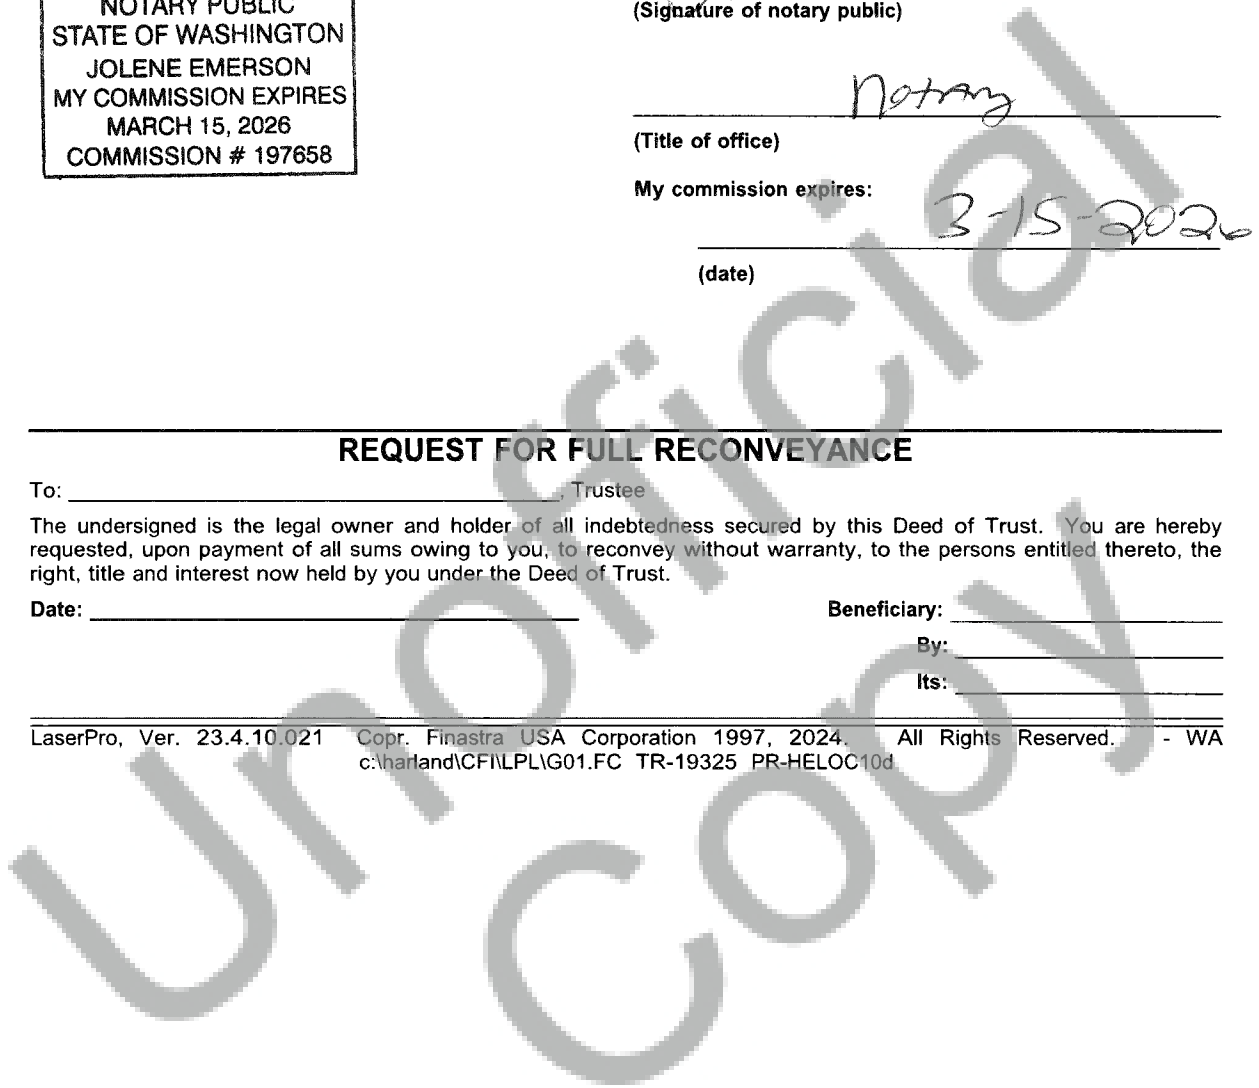 NOTARY PUBLIC
STATE OF WASHINGTON
JOLENE EMERSON
MY COMMISSION EXPIRES
MARCH 15, 2026
COMMISSION # 197658
(Signature of notary public)
Notary
(Title of office)
My commission expires:
3-15-2026
(date)
REQUEST FOR FULL RECONVEYANCE
To: , Trustee
The undersigned is the legal owner and holder of all indebtedness secured by this Deed of Trust. You are hereby
requested, upon payment of all sums owing to you, to reconvey without warranty, to the persons entitled thereto, the
right, title and interest now held by you under the Deed of Trust.
Date: Beneficiary:
By:
Its:
LaserPro, Ver. 23.4.10.021 Copr. Finastra USA Corporation 1997, 2024. All Rights Reserved. - WA
c:\harland\CFI\LPL\G01.FC TR-19325 PR-HELOC10d
Unofficial
Copy